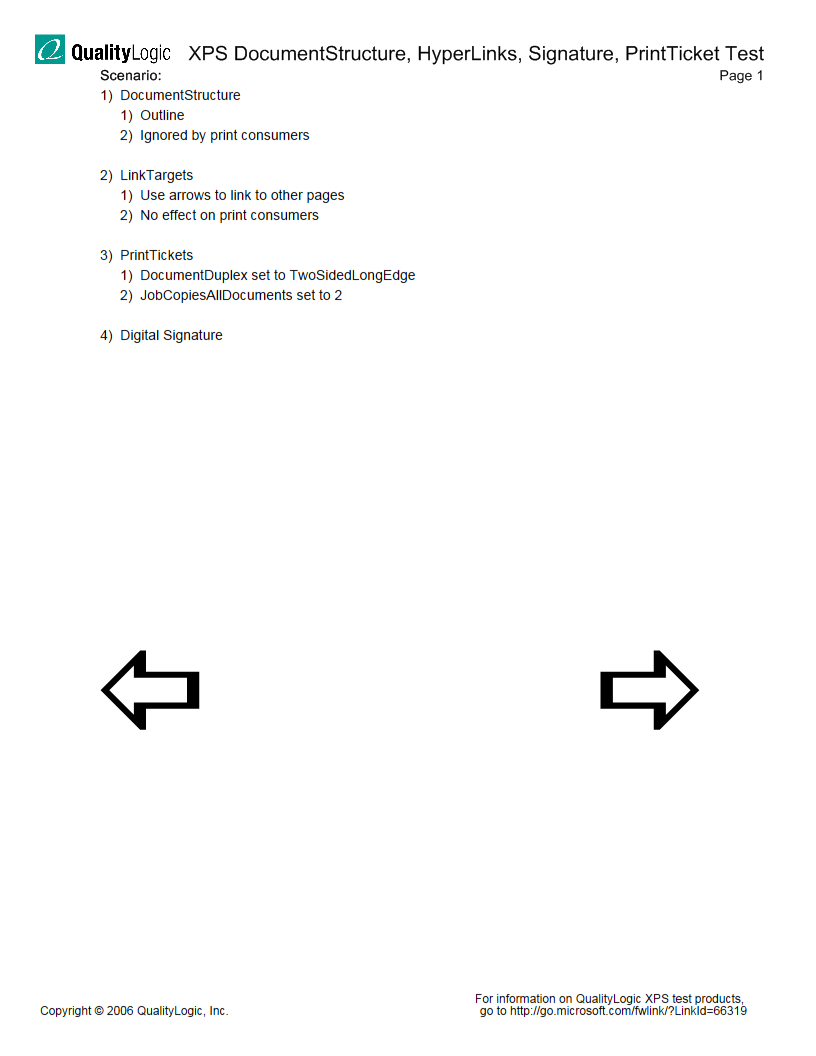 QualityLogic XPS DocumentStructure, HyperLinks, Signature, PrintTicket Test
Scenario: Page 1
1) DocumentStructure
1) Outline
2) Ignored by print consumers
2) LinkTargets
1) Use arrows to link to other pages
2) No effect on print consumers
3) PrintTickets
1) DocumentDuplex set to TwoSidedLongEdge
2) JobCopiesAllDocuments set to 2
4) Digital Signature
For information on QualityLogic XPS test products,
Copyright © 2006 QualityLogic, Inc. go to http://go.microsoft.com/fwlink/?LinkId=66319